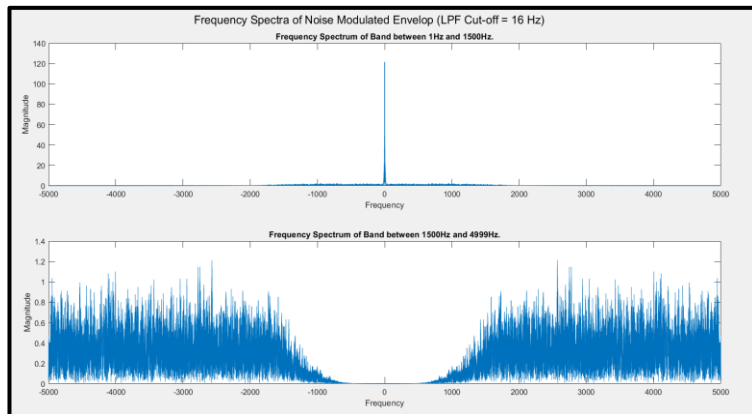 Frequency Spectra of Noise Modulated Envelop (LPF Cut-off = 16 Hz)
Frequency Spectrum of Band between 1Hz and 1500Hz.
140
120
100
80
60
40
20
0
Magnitude
-5000 -4000 -3000 -2000 -1000 0 1000 2000 3000 4000 5000
Frequency
Frequency Spectrum of Band between 1500Hz and 4999Hz.
1.4
1.2
1
0.8
0.6
0.4
0.2
0
Magnitude
-5000 -4000 -3000 -2000 -1000 0 1000 2000 3000 4000 5000
Frequency